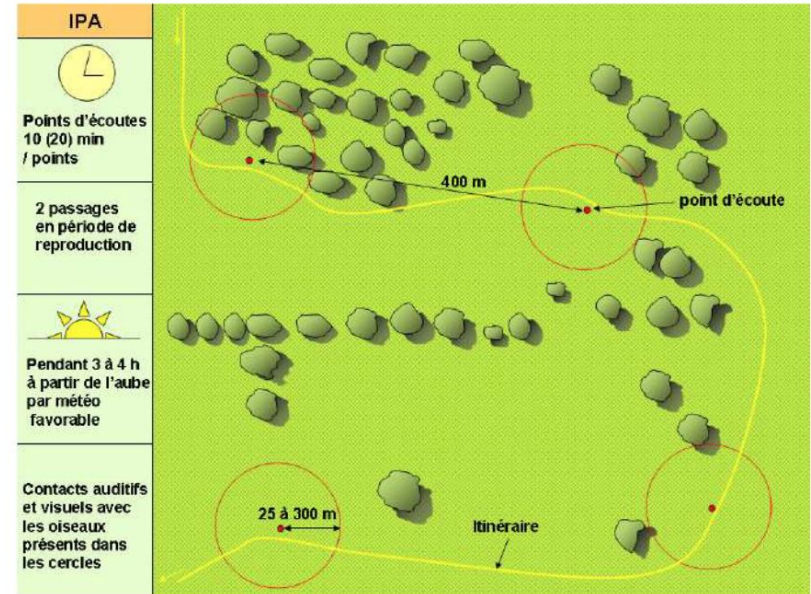 IPA
Points d'écoutes
10 (20) min
/ points
2 passages
en période de
reproduction
Pendant 3 à 4 h
à partir de l'aube
par météo
favorable
Contacts auditifs
et visuels avec
les oiseaux
présents dans
les cercles
400 m
point d'écoute
25 à 300 m
Itinéraire